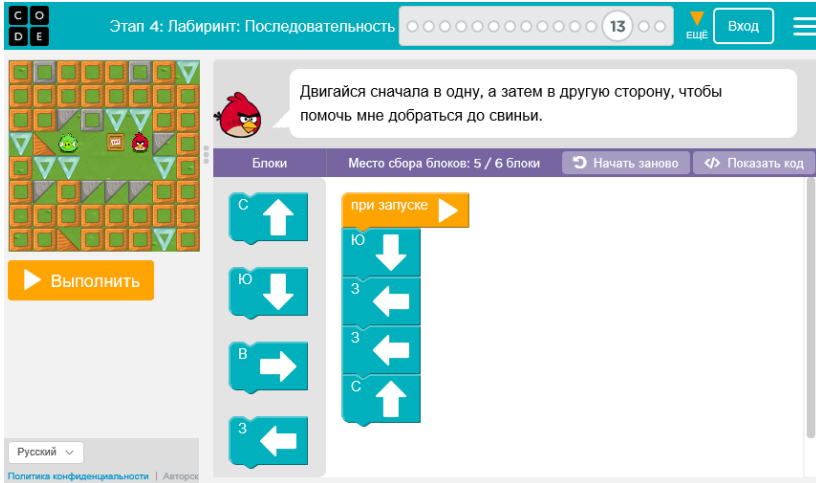 C O
D E
Этап 4: Лабиринт: Последовательность
13
ЕЩЁ
Вход
Двигайся сначала в одну, а затем в другую сторону, чтобы
помочь мне добраться до свиньи.
Блоки
Место сбора блоков: 5 / 6 блоки
Начать заново
</> Показать код
С
Ю
В
З
при запуске
Ю
З
З
С
Выполнить
Русский
Политика конфиденциальности | Авторск